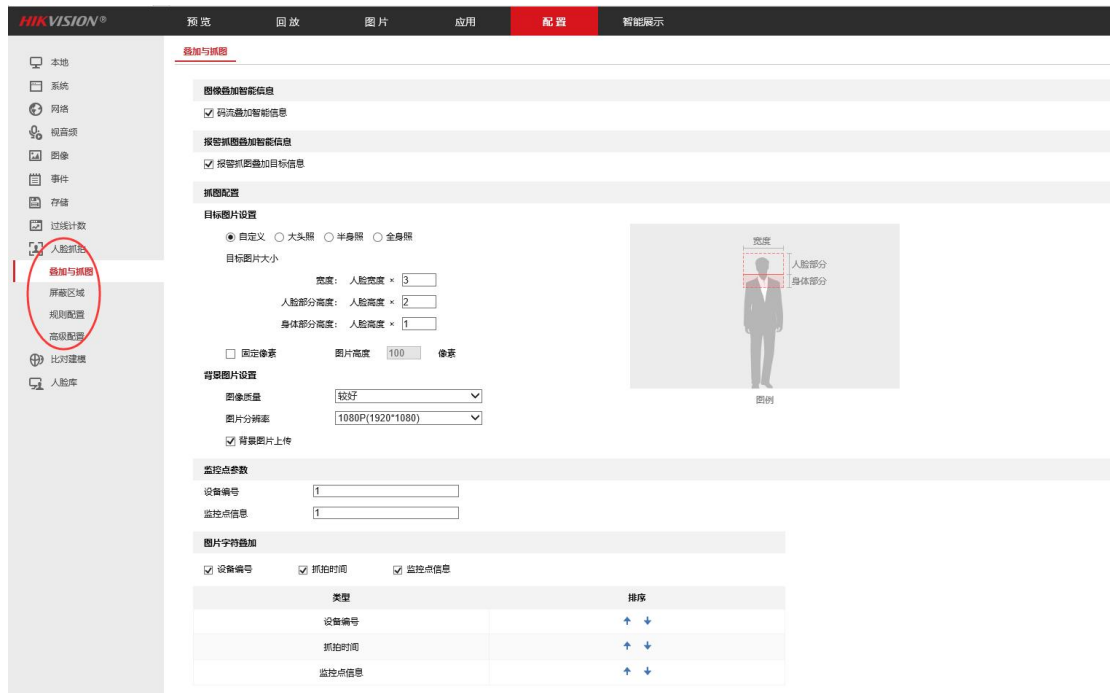 HIKVISION®
预览 回放 图片 应用 配置 智能展示
本地
系统
网络
视音频
图像
事件
存储
过线计数
人脸抓拍
叠加与抓图
屏蔽区域
规则配置
高级配置
比对建模
人脸库
叠加与抓图
图像叠加智能信息
码流叠加智能信息
报警抓图叠加智能信息
报警抓图叠加目标信息
抓图配置
目标图片设置
自定义 大头照 半身照 全身照
目标图片大小
宽度： 人脸宽度 × 3
人脸部分高度： 人脸高度 × 2
身体部分高度： 人脸高度 × 1
固定像素 图片高度 100 像素
宽度
人脸部分
身体部分
图例
背景图片设置
图像质量 较好
图片分辨率 1080P(1920*1080)
背景图片上传
监控点参数
设备编号 1
监控点信息 1
图片字符叠加
设备编号 抓拍时间 监控点信息
类型 排序
设备编号
抓拍时间
监控点信息